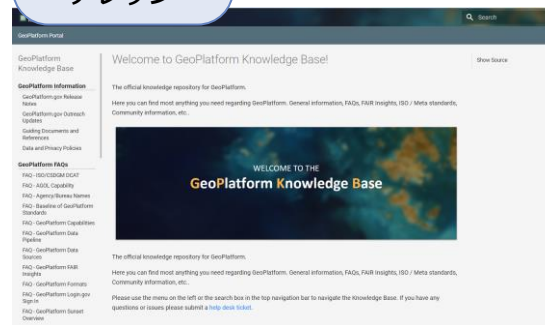 Search
GeoPlatform Portal
GeoPlatform
Knowledge Base
GeoPlatform Information
GeoPlatform.gov Release
Notes
GeoPlatform.gov Outreach
Updates
Guiding Documents and
References
Data and Privacy Policies
GeoPlatform FAQs
FAQ - ISO/CSDGM DCAT
FAQ - AGOL Capability
FAQ - Agency/Bureau Names
FAQ - Baseline of GeoPlatform
Standards
FAQ - GeoPlatform Capabilities
FAQ - GeoPlatform Data
Pipeline
FAQ - GeoPlatform Data
Sources
FAQ - GeoPlatform FAIR
Insights
FAQ - GeoPlatform Formats
FAQ - GeoPlatform Login.gov
Sign In
FAQ - GeoPlatform Sunset
Overview
Welcome to GeoPlatform Knowledge Base!
The official knowledge repository for GeoPlatform.
Here you can find most anything you need regarding GeoPlatform. General information, FAQs, FAIR Insights, ISO / Meta standards,
Community information, etc..
WELCOME TO THE
GeoPlatform Knowledge Base
The official knowledge repository for GeoPlatform.
Here you can find most anything you need regarding GeoPlatform. General information, FAQs, FAIR Insights, ISO / Meta standards,
Community information, etc..
Please use the menu on the left or the search box in the top navigation bar to navigate the Knowledge Base. If you have any
questions or issues please submit a help desk ticket.
Show Source